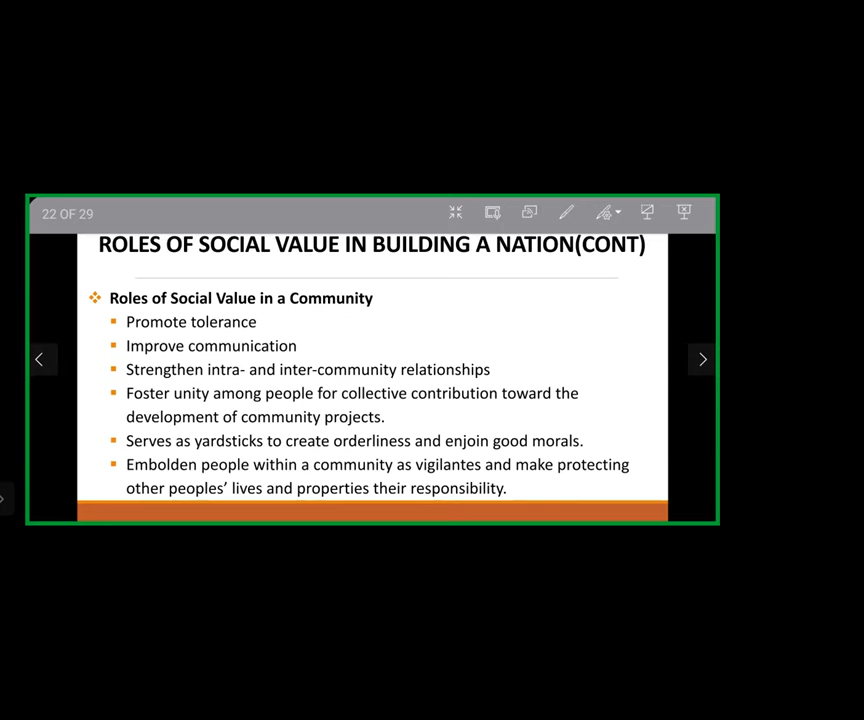 22 OF 29
ROLES OF SOCIAL VALUE IN BUILDING A NATION(CONT)
Roles of Social Value in a Community
Promote tolerance
Improve communication
Strengthen intra- and inter-community relationships
Foster unity among people for collective contribution toward the
development of community projects.
Serves as yardsticks to create orderliness and enjoin good morals.
Embolden people within a community as vigilantes and make protecting
other peoples’ lives and properties their responsibility.